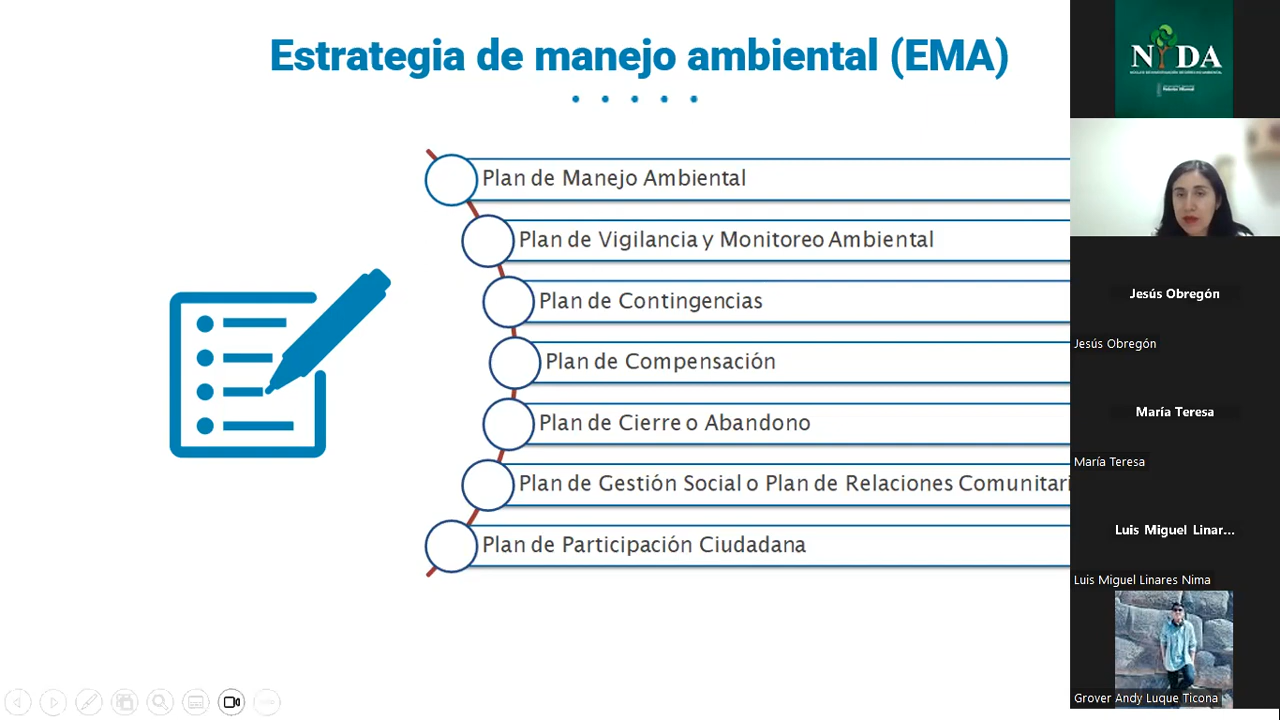 Estrategia de manejo ambiental (EMA)
Plan de Manejo Ambiental
Plan de Vigilancia y Monitoreo Ambiental
Plan de Contingencias
Plan de Compensación
Plan de Cierre o Abandono
Plan de Gestión Social o Plan de Relaciones Comunitari
Plan de Participación Ciudadana
NIDA
Jesús Obregón
Jesús Obregón
María Teresa
María Teresa
Luis Miguel Linar...
Luis Miguel Linares Nima
Grover Andy Luque Ticona